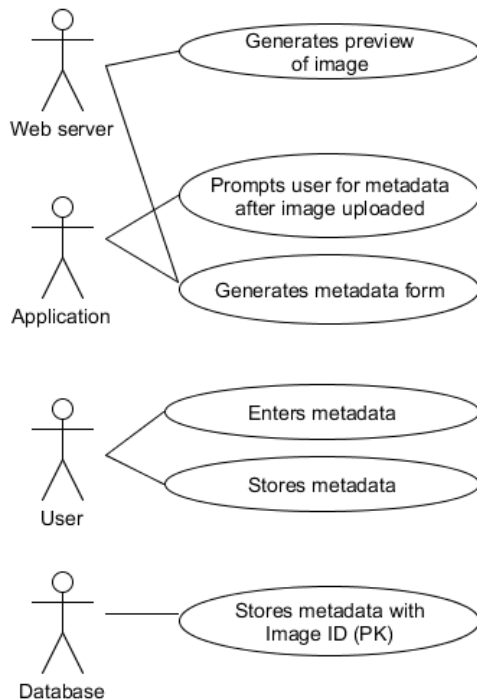 Generates preview
of image
Web server
Prompts user for metadata
after image uploaded
Generates metadata form
Application
Enters metadata
Stores metadata
User
Stores metadata with
Image ID (PK)
Database